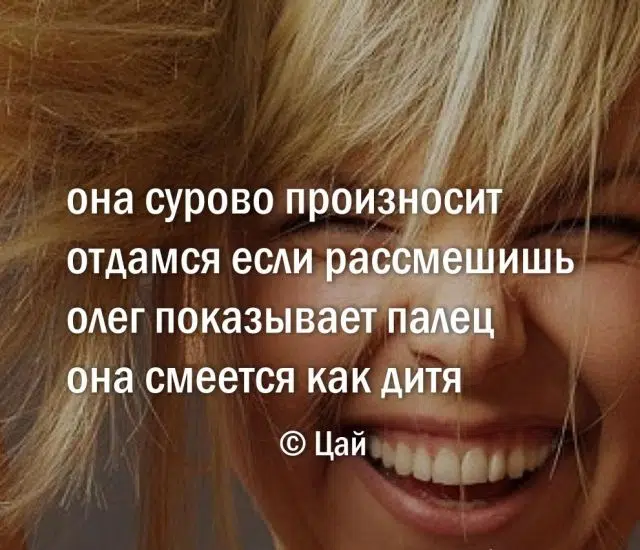 она сурово произносит
отдамся если рассмешишь
олег показывает палец
она смеется как дитя
© Цай